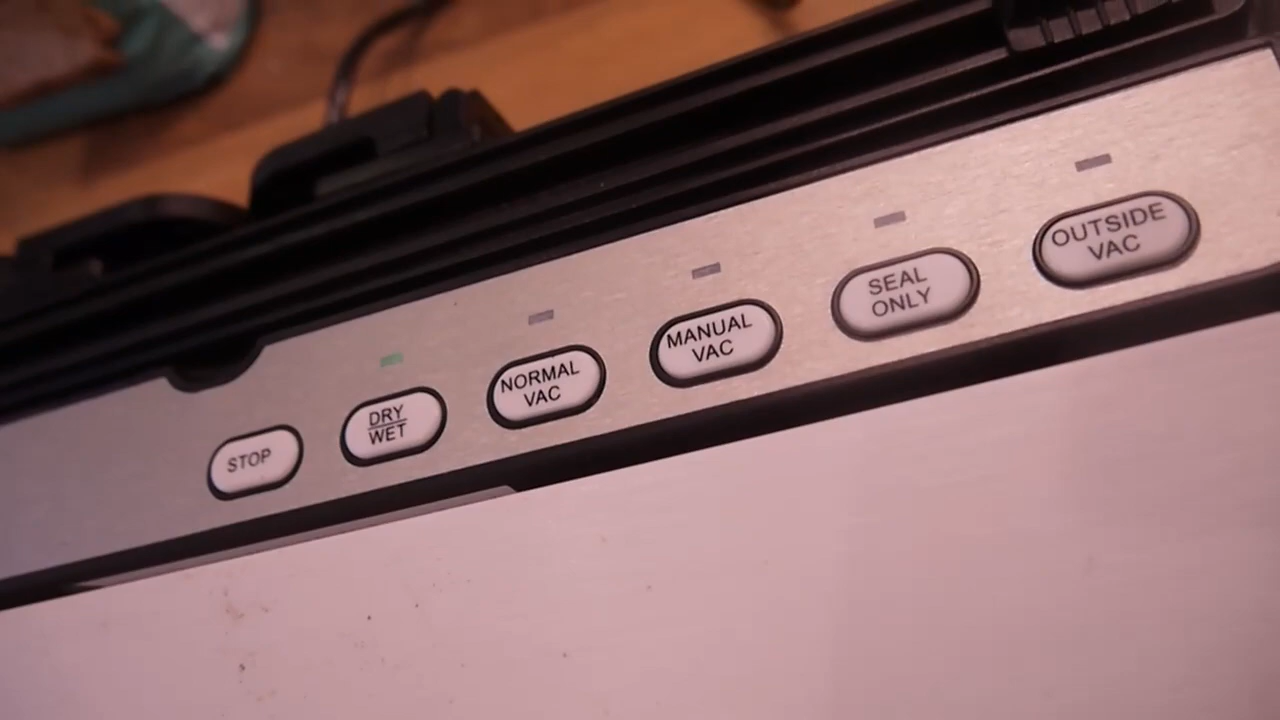 STOP
DRY
WET
NORMAL
VAC
MANUAL
VAC
SEAL
ONLY
OUTSIDE
VAC